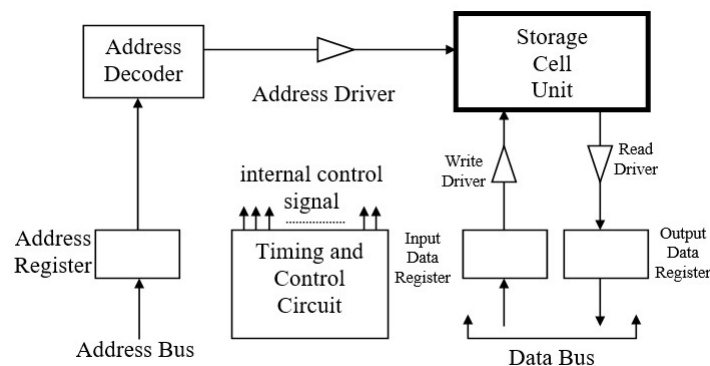 Address
Decoder
Storage
Cell
Unit
Address Driver
Write
Driver
Read
Driver
internal control
signal
Address
Register
Timing and
Control
Circuit
Input
Data
Register
Output
Data
Register
Address Bus
Data Bus